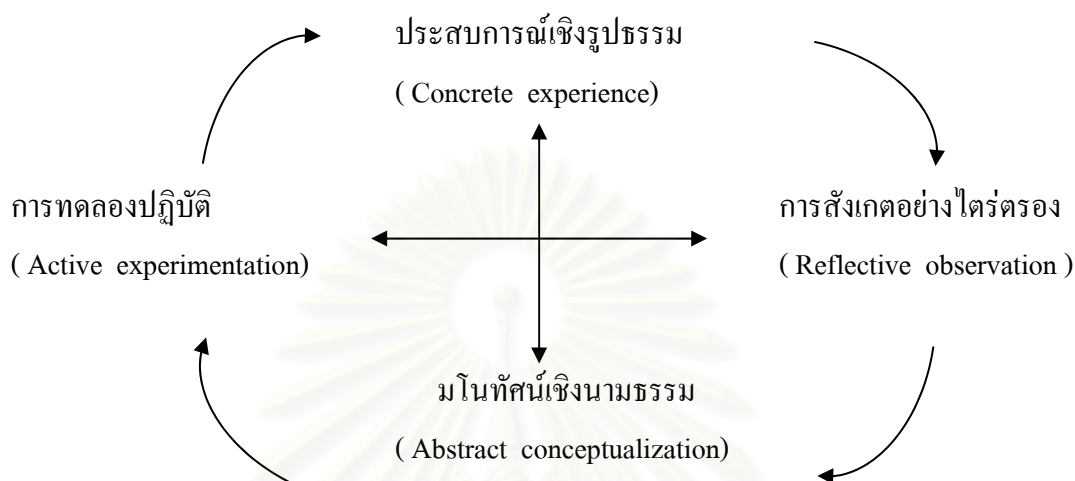 ประสบการณ์เชิงรูปธรรม
( Concrete experience)
การทดลองปฏิบัติ
( Active experimentation)
การสังเกตอย่างไตร่ตรอง
( Reflective observation )
มโนทัศน์เชิงนามธรรม
( Abstract conceptualization)